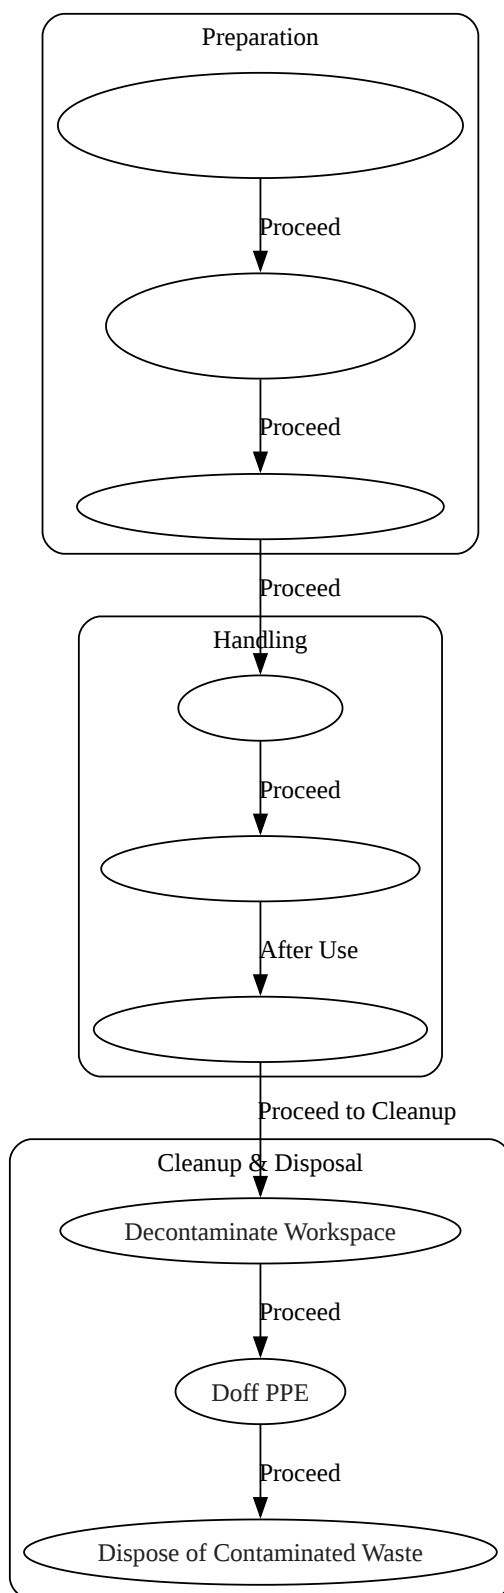 Preparation
Proceed
Proceed
Proceed
Handling
Proceed
After Use
Proceed to Cleanup
Cleanup & Disposal
Decontaminate Workspace
Proceed
Doff PPE
Proceed
Dispose of Contaminated Waste